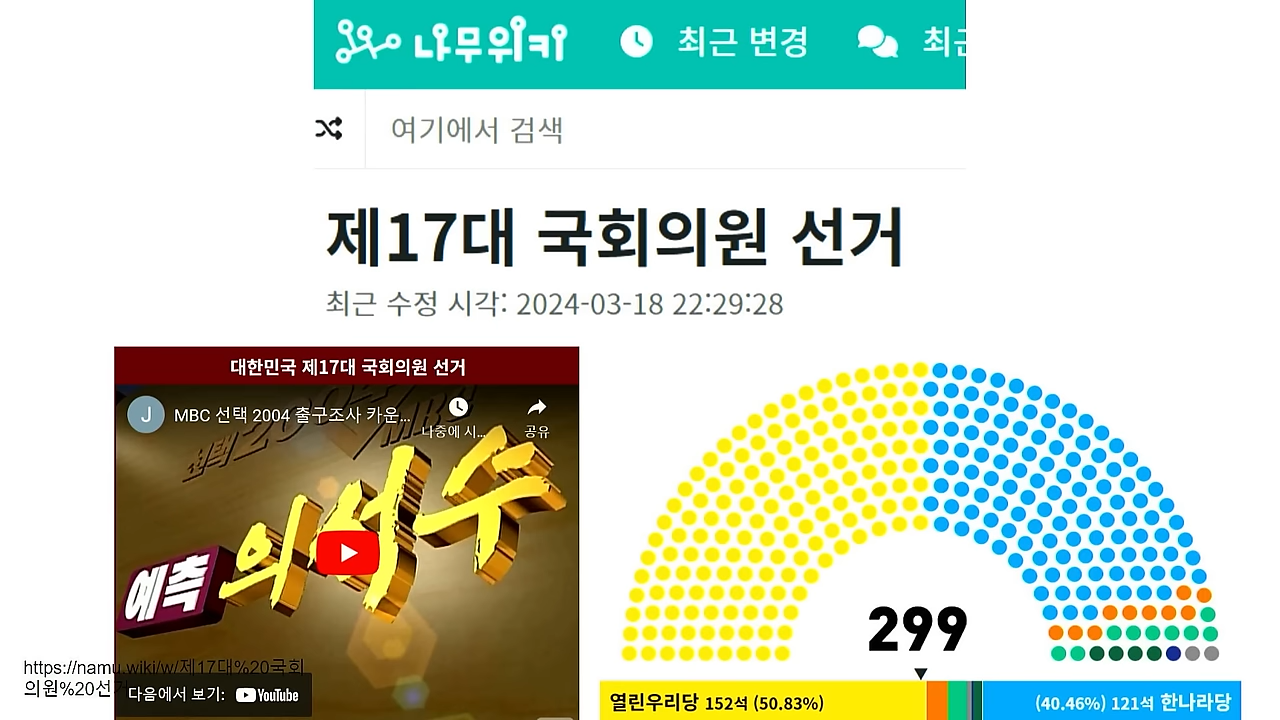 나무위키 최근 변경 최근
여기에서 검색
제17대 국회의원 선거
최근 수정 시각: 2024-03-18 22:29:28
대한민국 제17대 국회의원 선거
J MBC 선택 2004 출구조사 카운...
나중에 시...
공유
예측 의석수
299
https://namu.wiki/w/제17대%20국회
의원%20선거
다음에서 보기: YouTube
열린우리당 152석 (50.83%)
(40.46%) 121석 한나라당